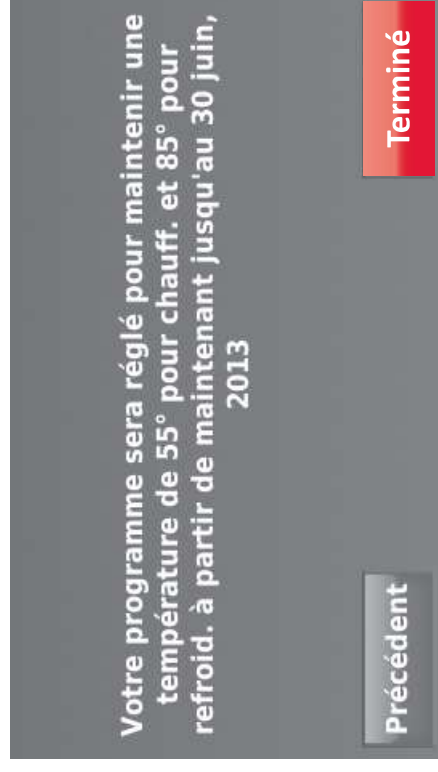 Votre programme sera réglé pour maintenir une
température de 55° pour chauff. et 85° pour
refroid. à partir de maintenant jusqu'au 30 juin,
2013
Précédent
Terminé